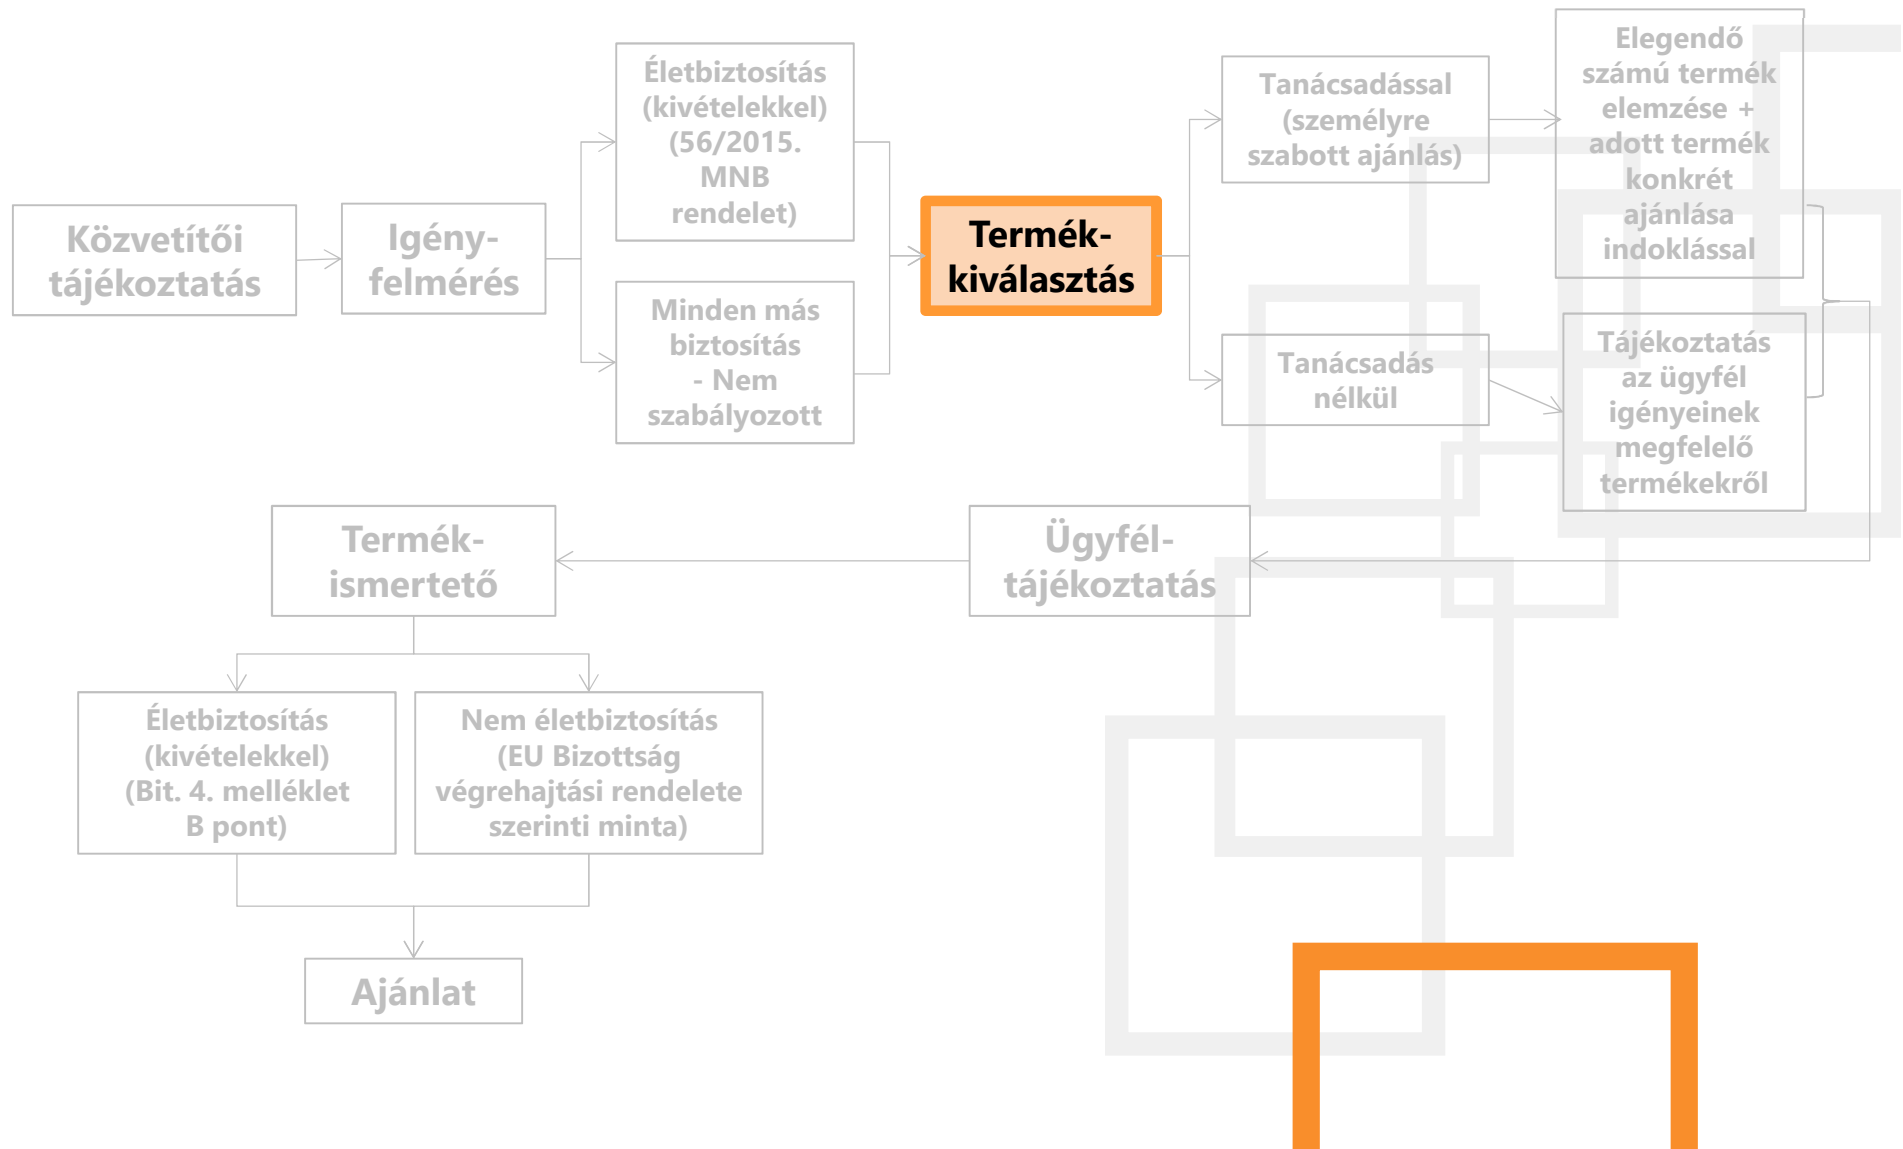 Közvetítői
tájékoztatás
Igény-
felmérés
Életbiztosítás
(kivételekkel)
(56/2015.
MNB
rendelet)
Minden más
biztosítás
- Nem
szabályozott
Termék-
kiválasztás
Tanácsadással
(személyre
szabott ajánlás)
Elegendő
számú termék
elemzése +
adott termék
konkrét
ajánlása
indoklással
Tanácsadás
nélkül
Tájékoztatás
az ügyfél
igényeinek
megfelelő
termékekről
Ügyfél-
tájékoztatás
Termék-
ismertető
Életbiztosítás
(kivételekkel)
(Bit. 4. melléklet
B pont)
Nem életbiztosítás
(EU Bizottság
végrehajtási rendelete
szerinti minta)
Ajánlat